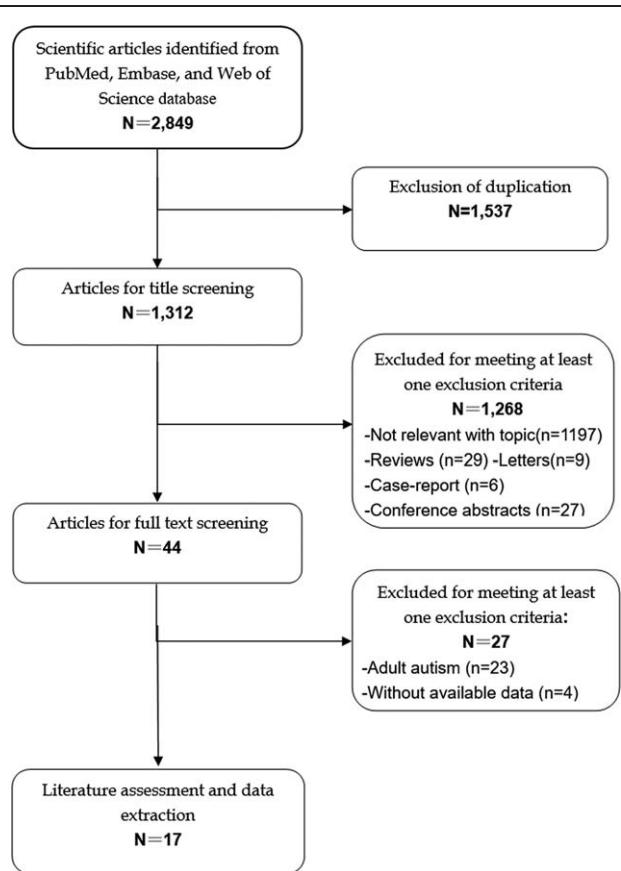 Scientific articles identified from
PubMed, Embase, and Web of
Science database
N＝2,849
Exclusion of duplication
N=1,537
Articles for title screening
N＝1,312
Excluded for meeting at least
one exclusion criteria
N＝1,268
-Not relevant with topic(n=1197)
-Reviews (n=29) -Letters(n=9)
-Case-report (n=6)
-Conference abstracts (n=27)
Articles for full text screening
N＝44
Excluded for meeting at least
one exclusion criteria:
N＝27
-Adult autism (n=23)
-Without available data (n=4)
Literature assessment and data
extraction
N＝17